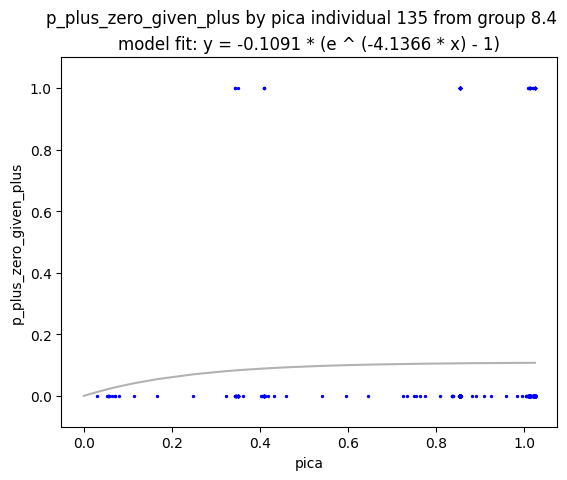 p_plus_zero_given_plus by pica individual 135 from group 8.4
model fit: y = -0.1091 * (e ^ (-4.1366 * x) - 1)
1.0
0.8
0.6
0.4
0.2
0.0
p_plus_zero_given_plus
0.0 0.2 0.4 0.6 0.8 1.0
pica